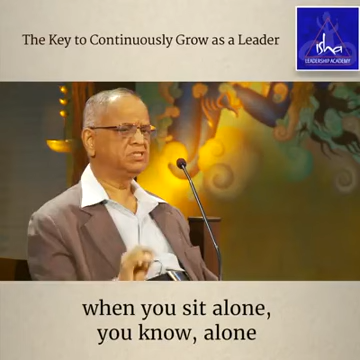 The Key to Continuously Grow as a Leader
isha
LEADERSHIP ACADEMY
when you sit alone,
you know, alone